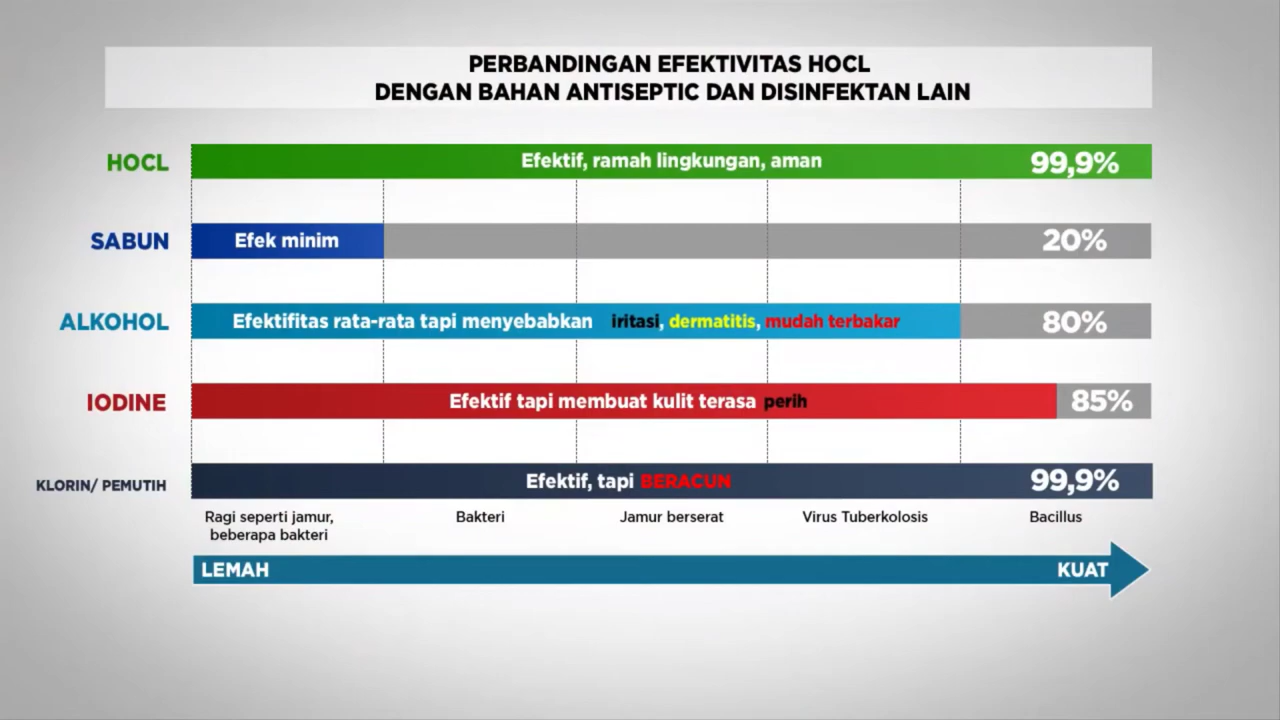 PERBANDINGAN EFEKTIVITAS HOCL
DENGAN BAHAN ANTISEPTIC DAN DISINFEKTAN LAIN
HOCL Efektif, ramah lingkungan, aman 99,9%
SABUN Efek minim 20%
ALKOHOL Efektifitas rata-rata tapi menyebabkan iritasi, dermatitis, mudah terbakar 80%
IODINE Efektif tapi membuat kulit terasa perih 85%
KLORIN/ PEMUTIH Efektif, tapi BERACUN 99,9%
Ragi seperti jamur, Bakteri Jamur berserat Virus Tuberkolosis Bacillus
beberapa bakteri
LEMAH KUAT